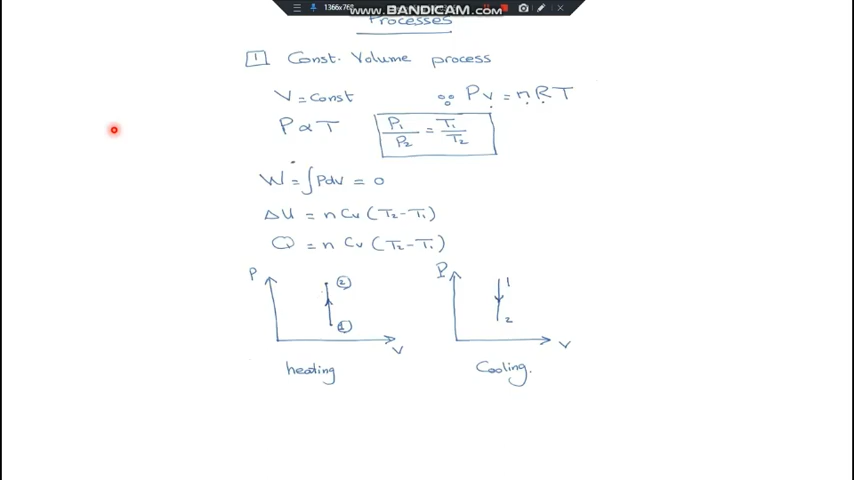 1366x768
www.BANDICAM.com
Processes
1 Const. Volume process
V = Const ∵ PV = nRT
P ∝ T P₁/P₂ = T₁/T₂
W = ∫Pdv = 0
ΔU = n Cv (T₂-T₁)
Q = n Cv (T₂-T₁)
P 2 1 V
P 1 2 V
heating Cooling.